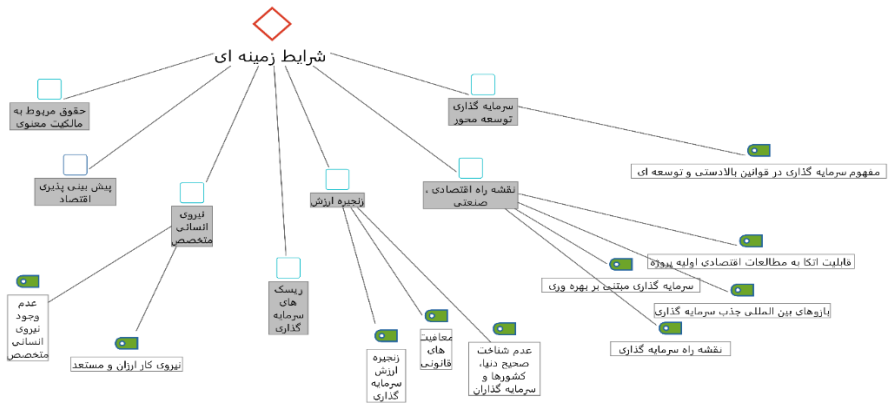 شرایط زمینه ای
حقوق مربوط به
مالکیت معنوی
سرمایه گذاری
توسعه محور
پیش بینی پذیری
اقتصاد
نیروی
انسانی
متخصص
زنجیره ارزش
نقشه راه اقتصادی ،
صنعتی
مفهوم سرمایه گذاری در قوانین بالادستی و توسعه ای
ریسک
های
سرمایه
گذاری
قابلیت اتکا به مطالعات اقتصادی اولیه پروژه
سرمایه گذاری مبتنی بر بهره وری
بازوهای بین المللی جذب سرمایه گذاری
نقشه راه سرمایه گذاری
عدم
وجود
نیروی
انسانی
متخصص
نیروی کار ارزان و مستعد
زنجیره
ارزش
سرمایه
گذاری
معافیت
های
قانونی
عدم شناخت
صحیح دنیا،
کشورها و
سرمایه گذاران